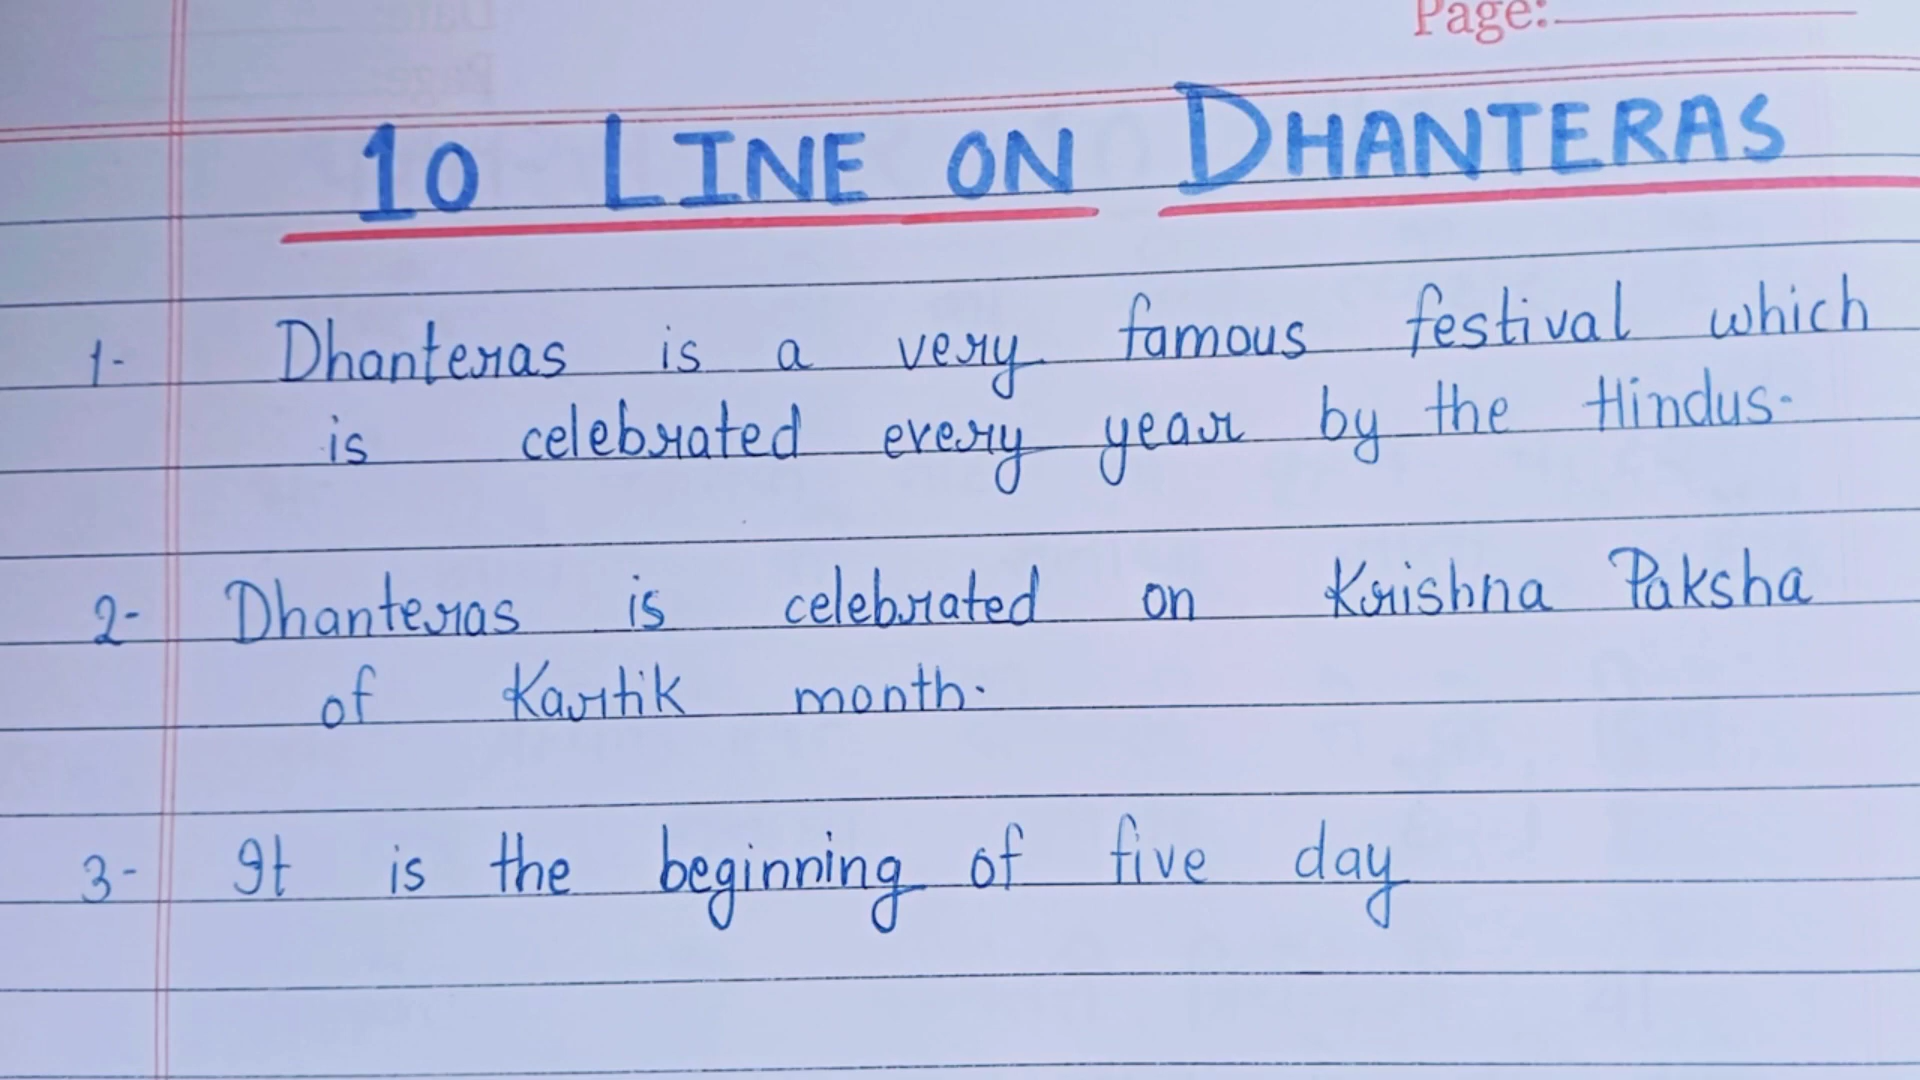 Page:
10 LINE ON DHANTERAS
1- Dhanteras is a very famous festival which
is celebrated every year by the Hindus.
2- Dhanteras is celebrated on Krishna Paksha
of Kartik month.
3- It is the beginning of five day